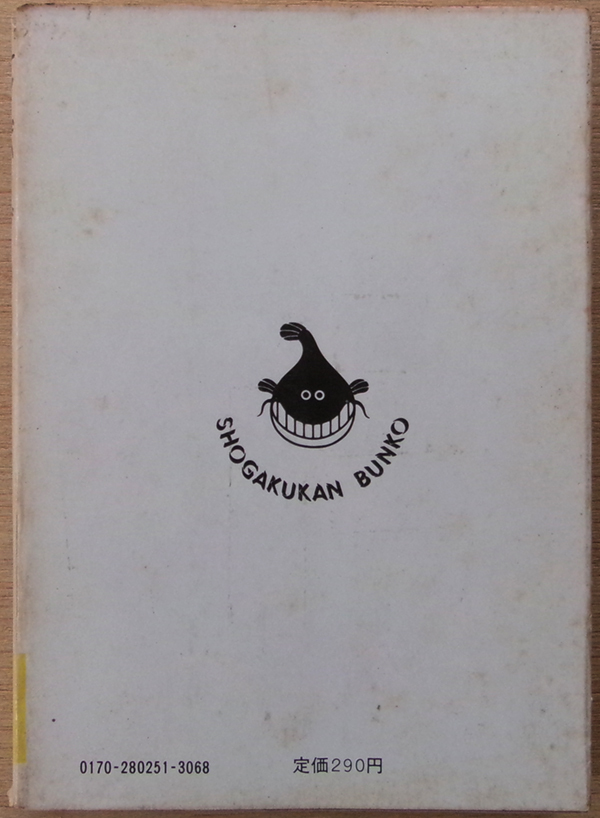 SHOGAKUKAN BUNKO
0170-280251-3068 定価290円